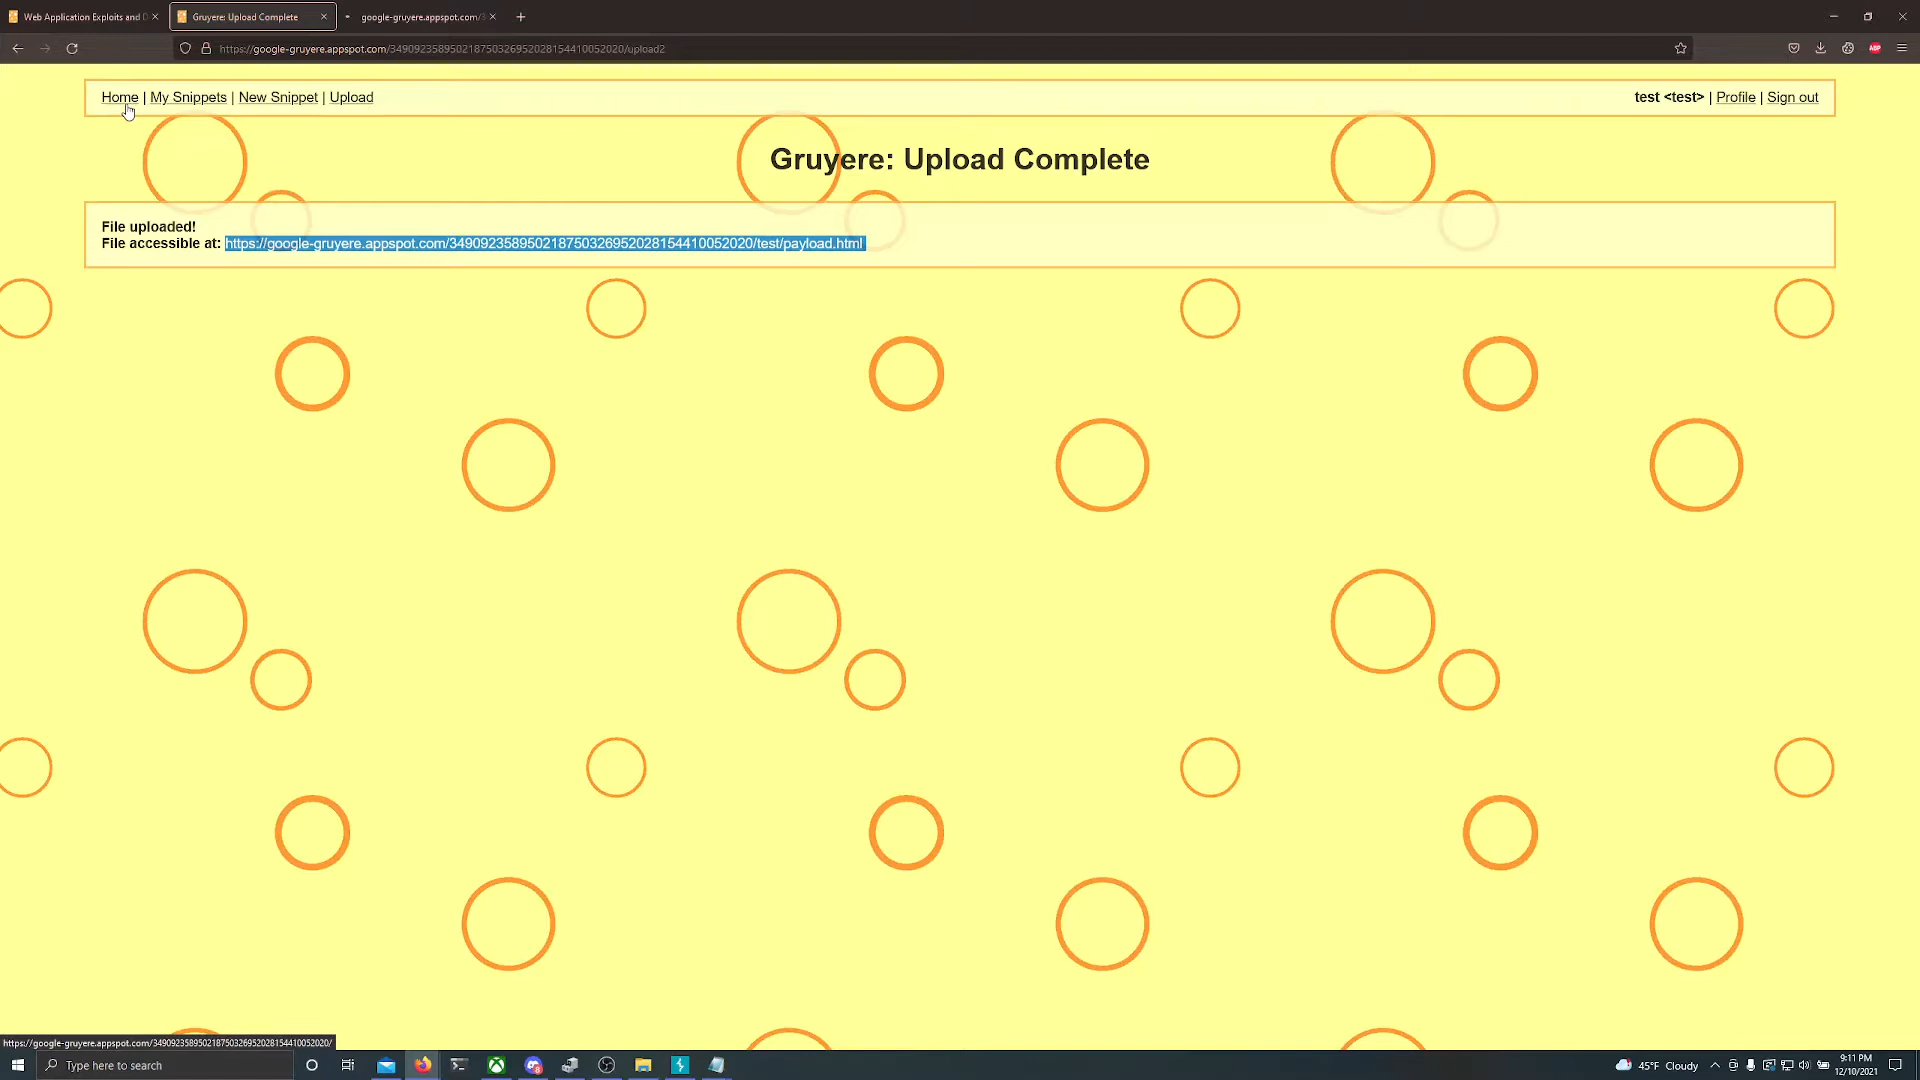 Web Application Exploits and D
Gruyere: Upload Complete
google-gruyere.appspot.com/3
https://google-gruyere.appspot.com/349092358950218750326952028154410052020/upload2
Home | My Snippets | New Snippet | Upload
test <test> | Profile | Sign out
Gruyere: Upload Complete
File uploaded!
File accessible at: https://google-gruyere.appspot.com/349092358950218750326952028154410052020/test/payload.html
https://google-gruyere.appspot.com/349092358950218750326952028154410052020/
Type here to search
45°F Cloudy
9:11 PM
12/10/2021